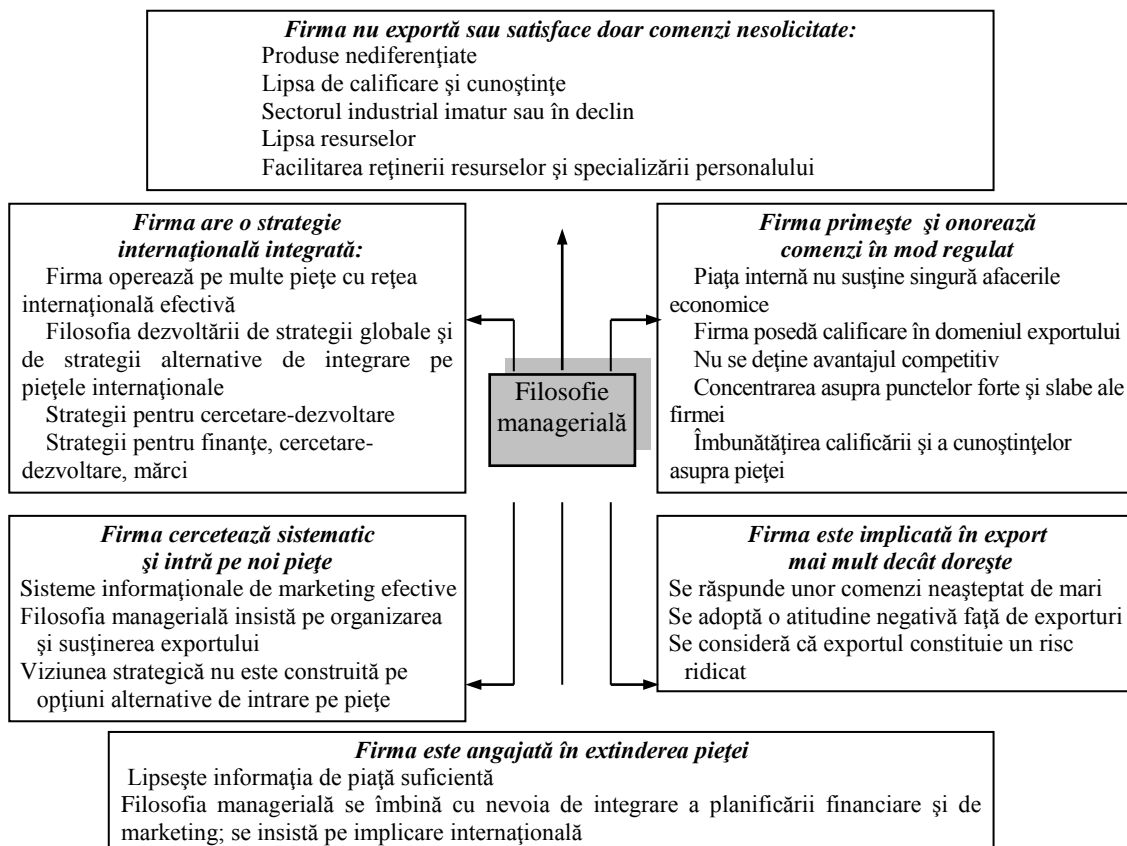 Firma nu exportă sau satisface doar comenzi nesolicitate:
Produse nediferenţiate
Lipsa de calificare şi cunoştinţe
Sectorul industrial imatur sau în declin
Lipsa resurselor
Facilitarea reţinerii resurselor şi specializării personalului
Firma are o strategie
internaţională integrată:
Firma operează pe multe pieţe cu reţea
internaţională efectivă
Filosofia dezvoltării de strategii globale şi
de strategii alternative de integrare pe
pieţele internaţionale
Strategii pentru cercetare-dezvoltare
Strategii pentru finanţe, cercetare-
dezvoltare, mărci
Filosofie
managerială
Firma primeşte şi onorează
comenzi în mod regulat
Piaţa internă nu susţine singură afacerile
economice
Firma posedă calificare în domeniul exportului
Nu se deţine avantajul competitiv
Concentrarea asupra punctelor forte şi slabe ale
firmei
Îmbunătăţirea calificării şi a cunoştinţelor
asupra pieţei
Firma cercetează sistematic
şi intră pe noi pieţe
Sisteme informaţionale de marketing efective
Filosofia managerială insistă pe organizarea
şi susţinerea exportului
Viziunea strategică nu este construită pe
opţiuni alternative de intrare pe pieţe
Firma este implicată în export
mai mult decât doreşte
Se răspunde unor comenzi neaşteptat de mari
Se adoptă o atitudine negativă faţă de exporturi
Se consideră că exportul constituie un risc
ridicat
Firma este angajată în extinderea pieţei
Lipseşte informaţia de piaţă suficientă
Filosofia managerială se îmbină cu nevoia de integrare a planificării financiare şi de
marketing; se insistă pe implicare internaţională